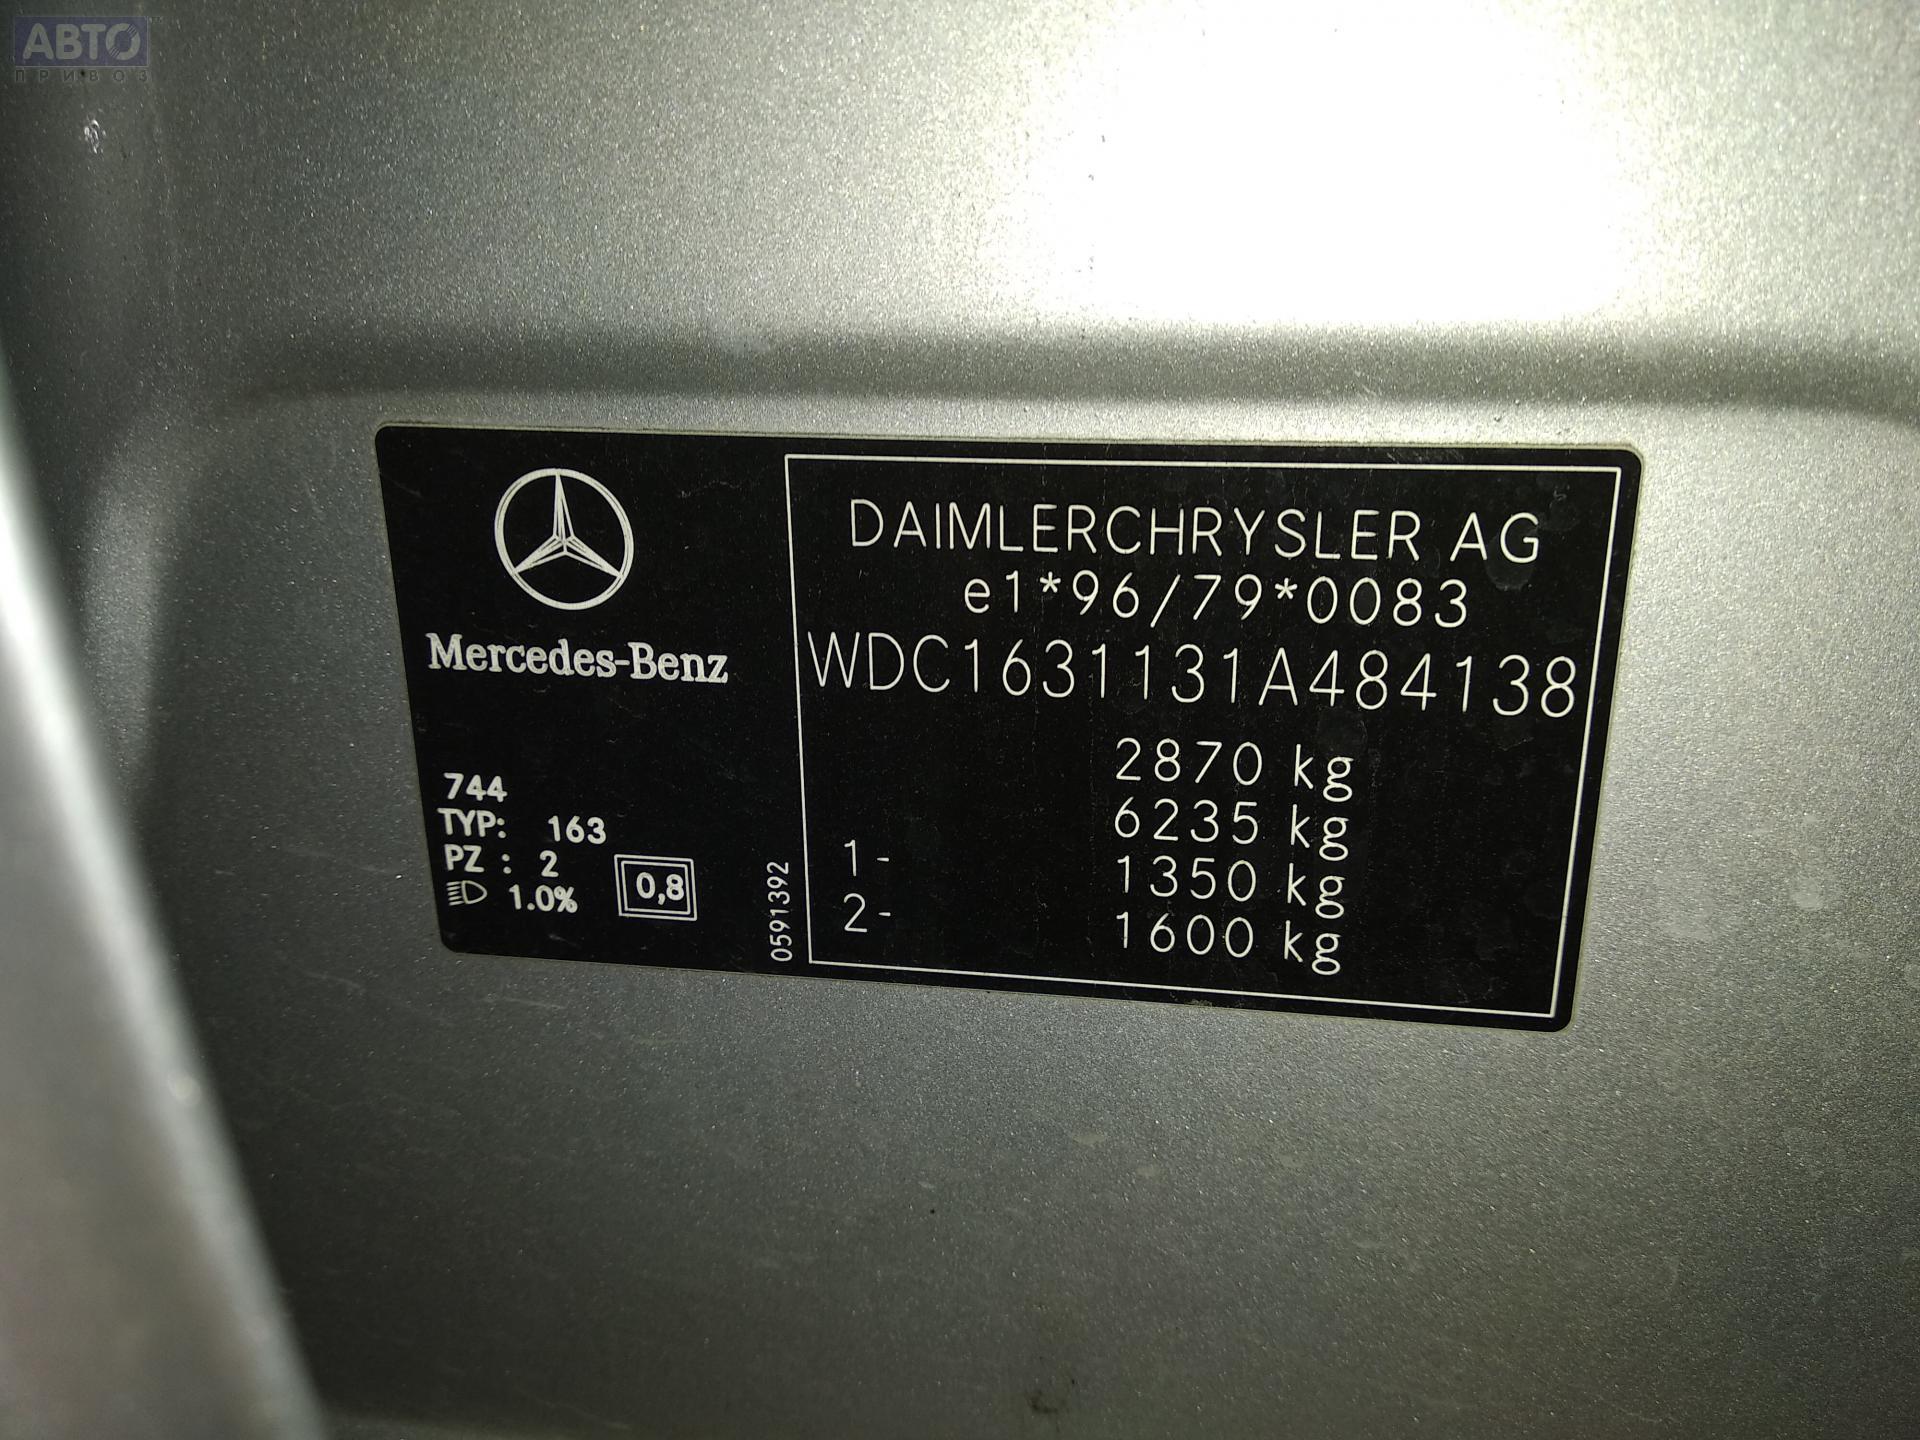 АВТО
ПРИВОЗ
Mercedes-Benz
744
TYP: 163
PZ : 2
1.0%
0,8
0591392
DAIMLERCHRYSLER AG
e1*96/79*0083
WDC1631131A484138
2870 kg
6235 kg
1- 1350 kg
2- 1600 kg